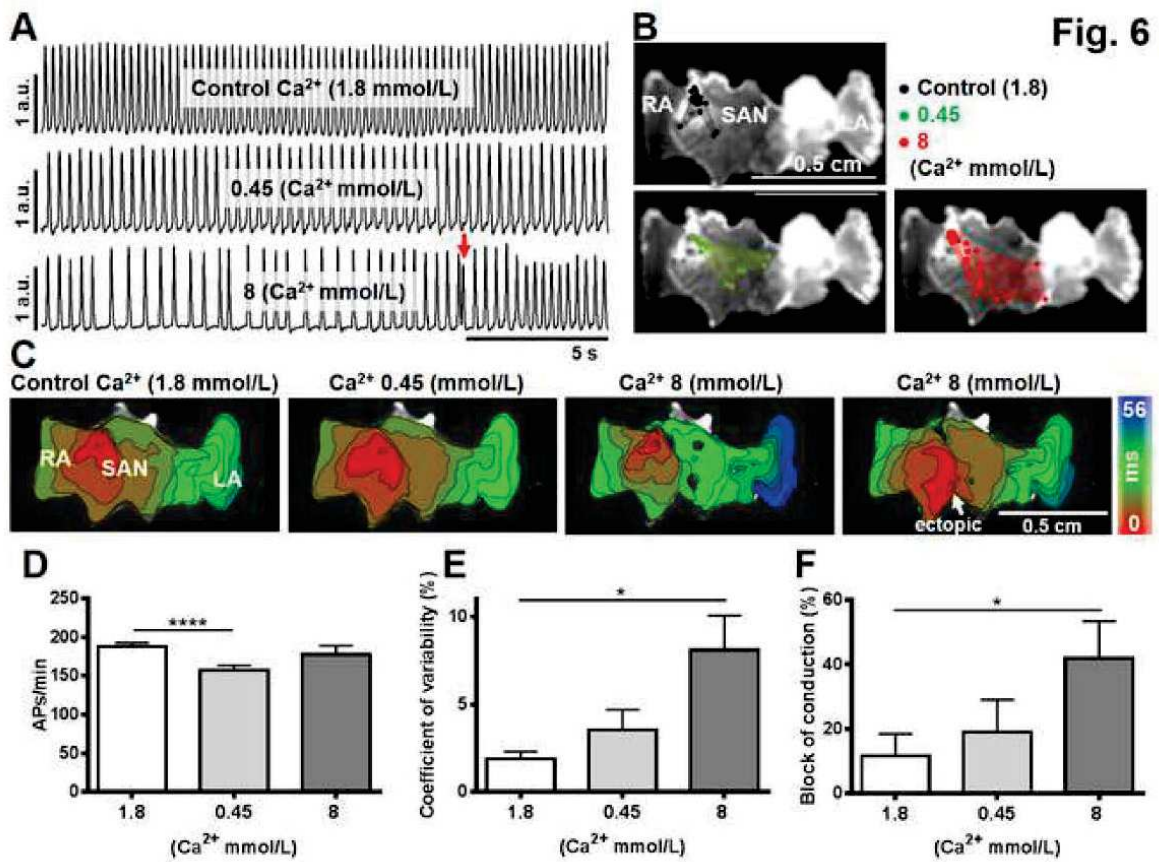 A
B
Fig. 6
1 a.u.
Control Ca²⁺ (1.8 mmol/L)
1 a.u.
0.45 (Ca²⁺ mmol/L)
1 a.u.
8 (Ca²⁺ mmol/L)
5 s
RA
SAN
LA
0.5 cm
Control (1.8)
0.45
8
(Ca²⁺ mmol/L)
C
Control Ca²⁺ (1.8 mmol/L)
Ca²⁺ 0.45 (mmol/L)
Ca²⁺ 8 (mmol/L)
Ca²⁺ 8 (mmol/L)
RA
SAN
LA
ectopic
0.5 cm
56
ms
0
D
APs/min
250
200
150
100
50
0
****
1.8
0.45
8
(Ca²⁺ mmol/L)
E
Coefficient of variability (%)
10
5
0
*
1.8
0.45
8
(Ca²⁺ mmol/L)
F
Block of conduction (%)
60
40
20
0
*
1.8
0.45
8
(Ca²⁺ mmol/L)